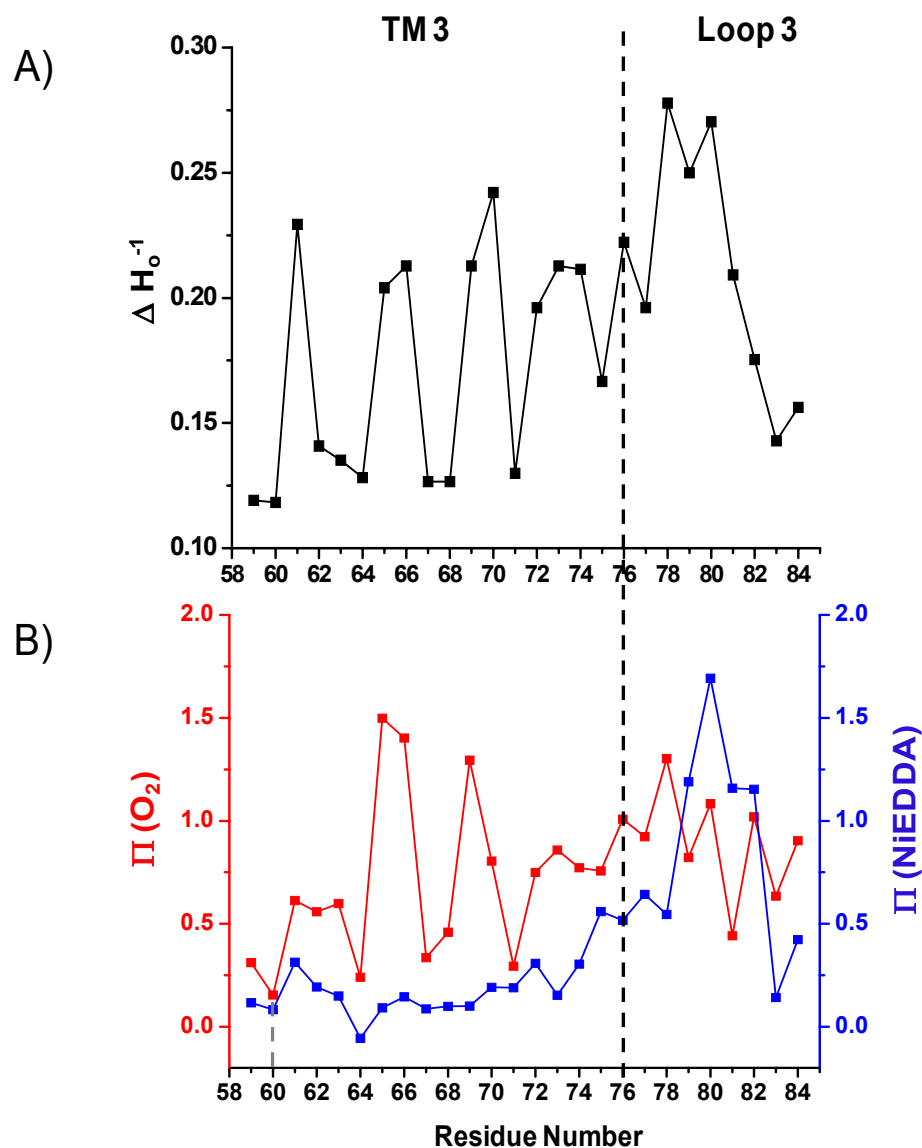 TM 3 Loop 3
A)
0.30
0.25
0.20
0.15
0.10
Δ Ho-1
58 60 62 64 66 68 70 72 74 76 78 80 82 84
B)
2.0 2.0
1.5 1.5
1.0 1.0
0.5 0.5
0.0 0.0
Π (O2)
Π (NiEDDA)
58 60 62 64 66 68 70 72 74 76 78 80 82 84
Residue Number